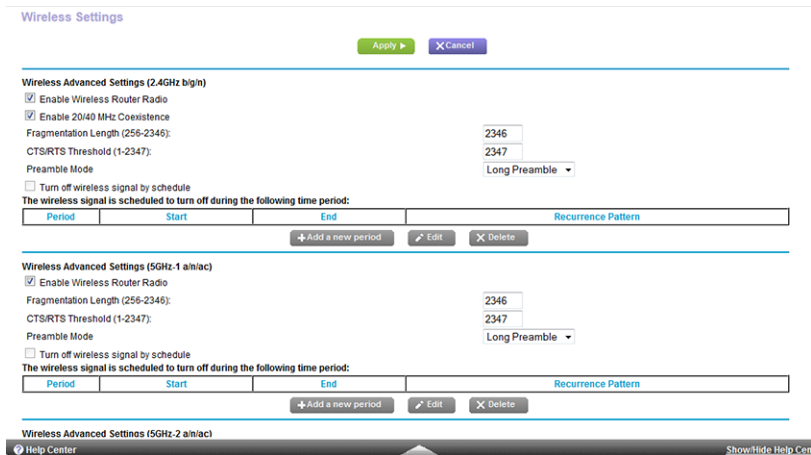 Wireless Settings
Apply
Cancel
Wireless Advanced Settings (2.4GHz b/g/n)
Enable Wireless Router Radio
Enable 20/40 MHz Coexistence
Fragmentation Length (256-2346): 2346
CTS/RTS Threshold (1-2347): 2347
Preamble Mode Long Preamble
Turn off wireless signal by schedule
The wireless signal is scheduled to turn off during the following time period:
Period Start End Recurrence Pattern
+Add a new period Edit Delete
Wireless Advanced Settings (5GHz-1 a/n/ac)
Enable Wireless Router Radio
Fragmentation Length (256-2346): 2346
CTS/RTS Threshold (1-2347): 2347
Preamble Mode Long Preamble
Turn off wireless signal by schedule
The wireless signal is scheduled to turn off during the following time period:
Period Start End Recurrence Pattern
+Add a new period Edit Delete
Wireless Advanced Settings (5GHz-2 a/n/ac)
Help Center Show/Hide Help Cen